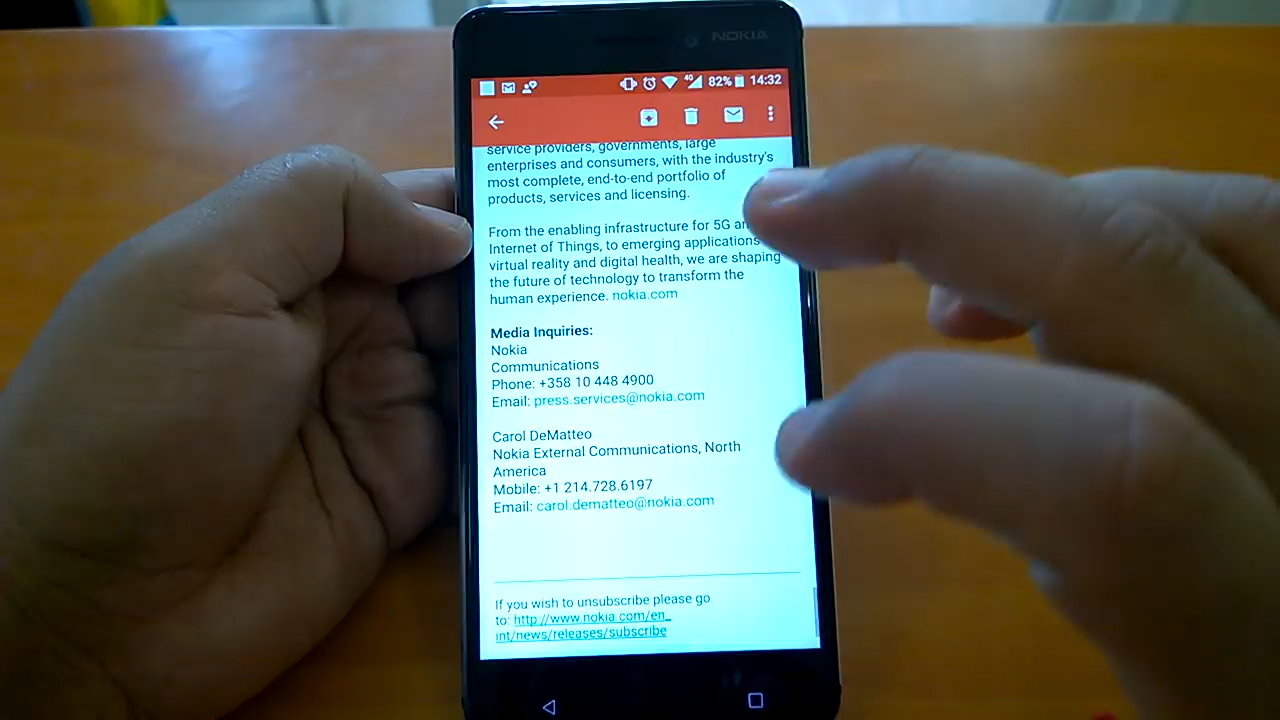 NOKIA
4G 82% 14:32
service providers, governments, large
enterprises and consumers, with the industry's
most complete, end-to-end portfolio of
products, services and licensing.
From the enabling infrastructure for 5G
Internet of Things, to emerging applications
virtual reality and digital health, we are shaping
the future of technology to transform the
human experience. nokia.com
Media Inquiries:
Nokia
Communications
Phone: +358 10 448 4900
Email: press.services@nokia.com
Carol DeMatteo
Nokia External Communications, North
America
Mobile: +1 214.728.6197
Email: carol.dematteo@nokia.com
If you wish to unsubscribe please go
to: http://www.nokia.com/en_
int/news/releases/subscribe